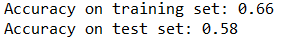 Accuracy on training set: 0.66
Accuracy on test set: 0.58